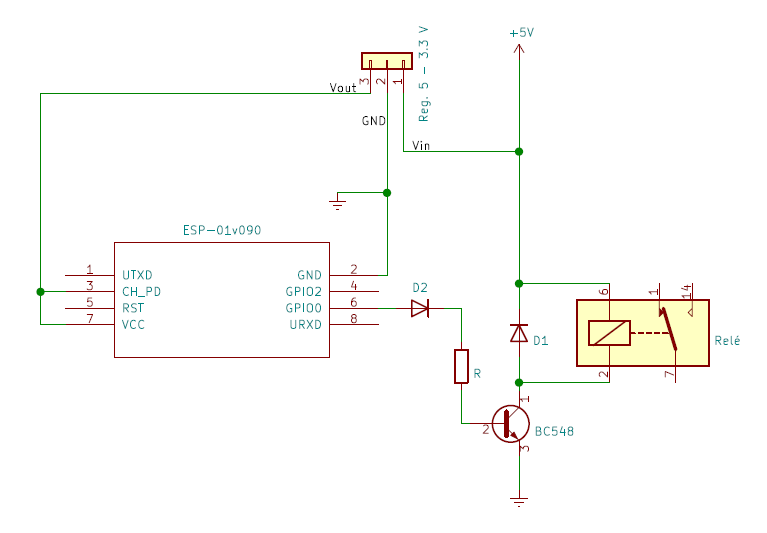 +5V
Reg. 5 - 3.3 V
3
2
1
Vout
GND
Vin
ESP-01v090
1
UTXD
GND
2
3
CH_PD
GPIO2
4
5
RST
GPIO0
6
7
VCC
URXD
8
D2
R
D1
6
1
14
Relé
2
7
1
2
BC548
3